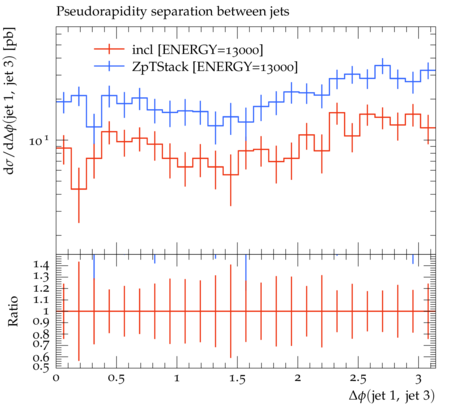 Pseudorapidity separation between jets
dσ/dΔϕ(jet 1, jet 3) [pb]
incl [ENERGY=13000]
ZpTStack [ENERGY=13000]
10⁻¹
Ratio
1.4
1.3
1.2
1.1
1
0.9
0.8
0.7
0.6
0.5
0 0.5 1 1.5 2 2.5 3
Δϕ(jet 1, jet 3)